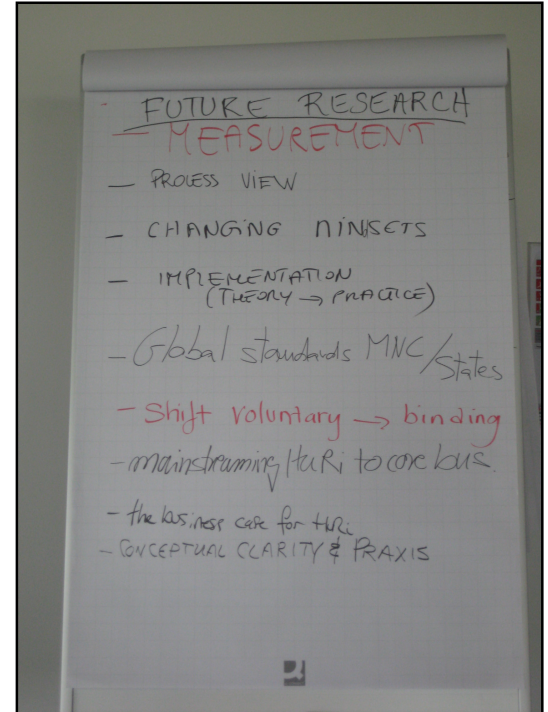 - FUTURE RESEARCH
- MEASUREMENT
- PROCESS VIEW
- CHANGING MINSETS
- IMPLEMENTATION
(THEORY → PRACTICE)
- Global standards MNC/States
- Shift voluntary → binding
- mainstreaming HuRi to core bus.
- the business case for HuRi
- CONCEPTUAL CLARITY & PRAXIS